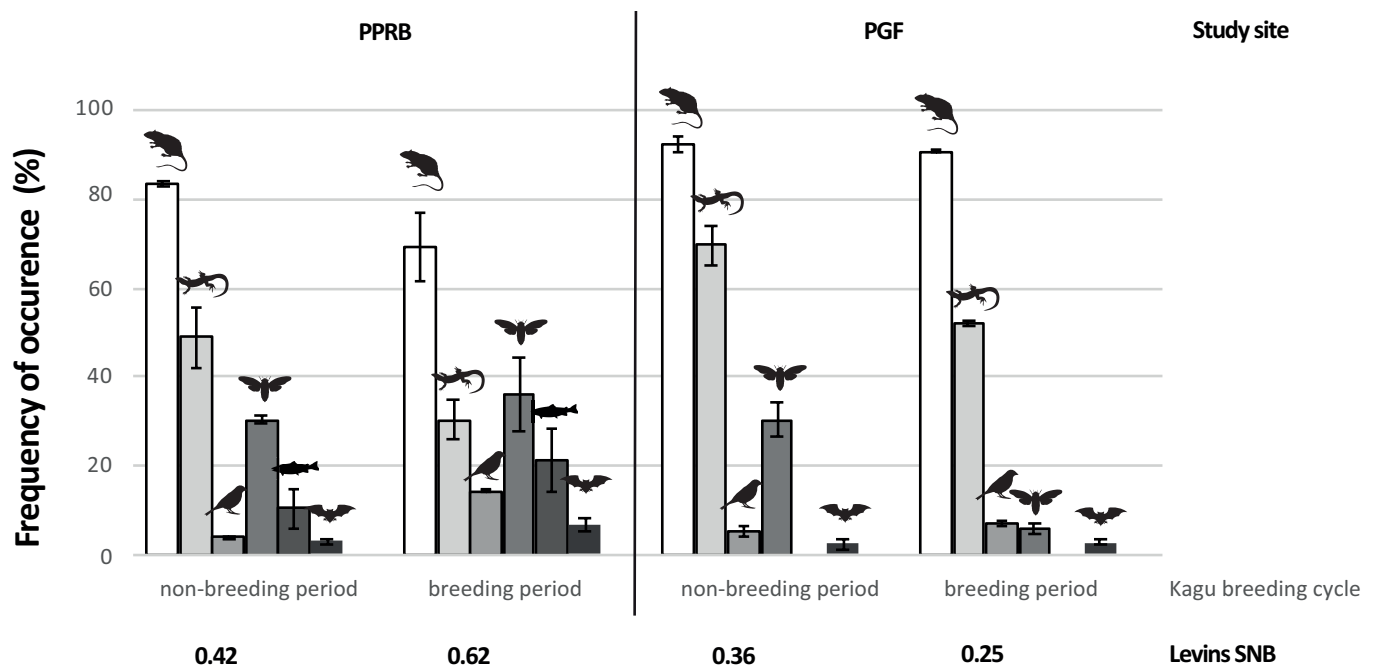 PPRB PGF Study site
Frequency of occurence (%)
100
80
60
40
20
0
non-breeding period breeding period non-breeding period breeding period Kagu breeding cycle
0.42 0.62 0.36 0.25 Levins SNB